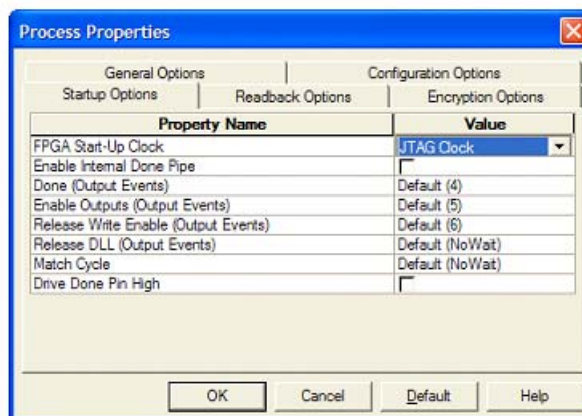 Process Properties
General Options Configuration Options
Startup Options Readback Options Encryption Options
Property Name Value
FPGA Start-Up Clock JTAG Clock
Enable Internal Done Pipe
Done (Output Events) Default (4)
Enable Outputs (Output Events) Default (5)
Release Write Enable (Output Events) Default (6)
Release DLL (Output Events) Default (NoWait)
Match Cycle Default (NoWait)
Drive Done Pin High
OK Cancel Default Help